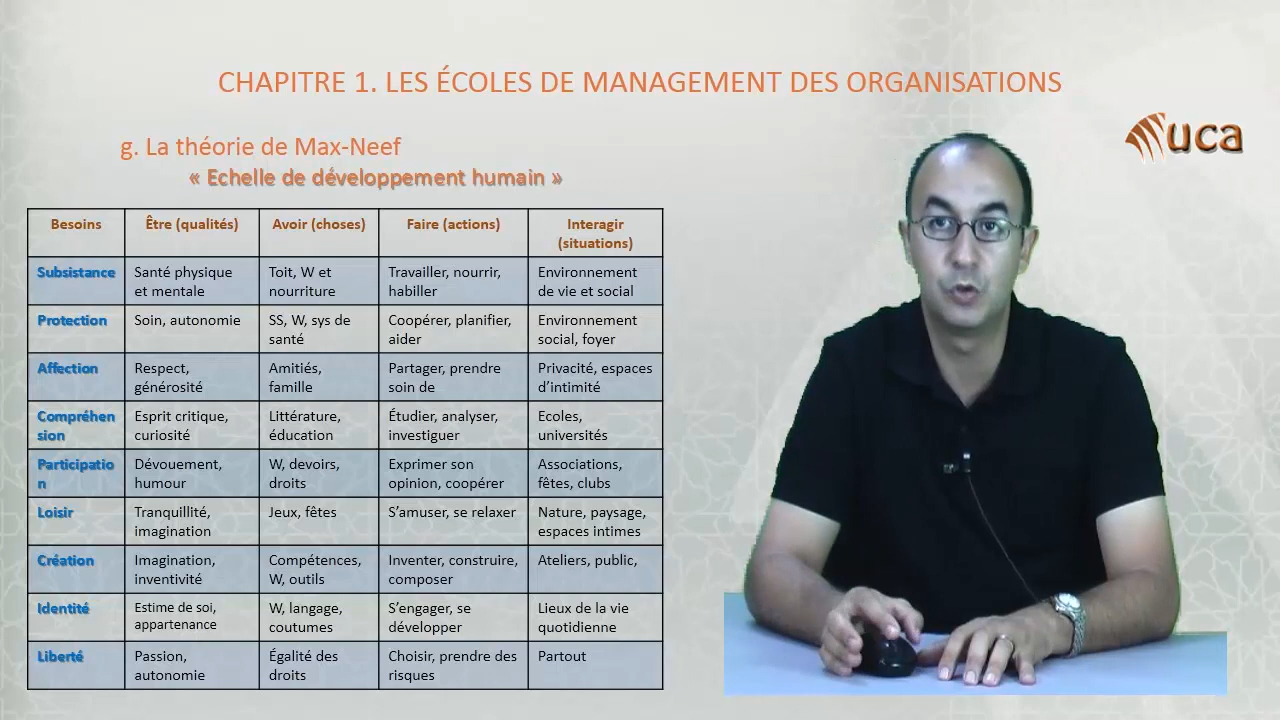 CHAPITRE 1. LES ÉCOLES DE MANAGEMENT DES ORGANISATIONS
uca
g. La théorie de Max-Neef
« Echelle de développement humain »
Besoins Être (qualités) Avoir (choses) Faire (actions) Interagir
(situations)
Subsistance Santé physique Toit, W et Travailler, nourrir, Environnement
et mentale nourriture habiller de vie et social
Protection Soin, autonomie SS, W, sys de Coopérer, planifier, Environnement
santé aider social, foyer
Affection Respect, Amitiés, Partager, prendre Privacité, espaces
générosité famille soin de d’intimité
Compréhen Esprit critique, Littérature, Étudier, analyser, Ecoles,
sion curiosité éducation investiguer universités
Participatio Dévouement, W, devoirs, Exprimer son Associations,
n humour droits opinion, coopérer fêtes, clubs
Loisir Tranquillité, Jeux, fêtes S’amuser, se relaxer Nature, paysage,
imagination espaces intimes
Création Imagination, Compétences, Inventer, construire, Ateliers, public,
inventivité W, outils composer
Identité Estime de soi, W, langage, S’engager, se Lieux de la vie
appartenance coutumes développer quotidienne
Liberté Passion, Égalité des Choisir, prendre des Partout
autonomie droits risques